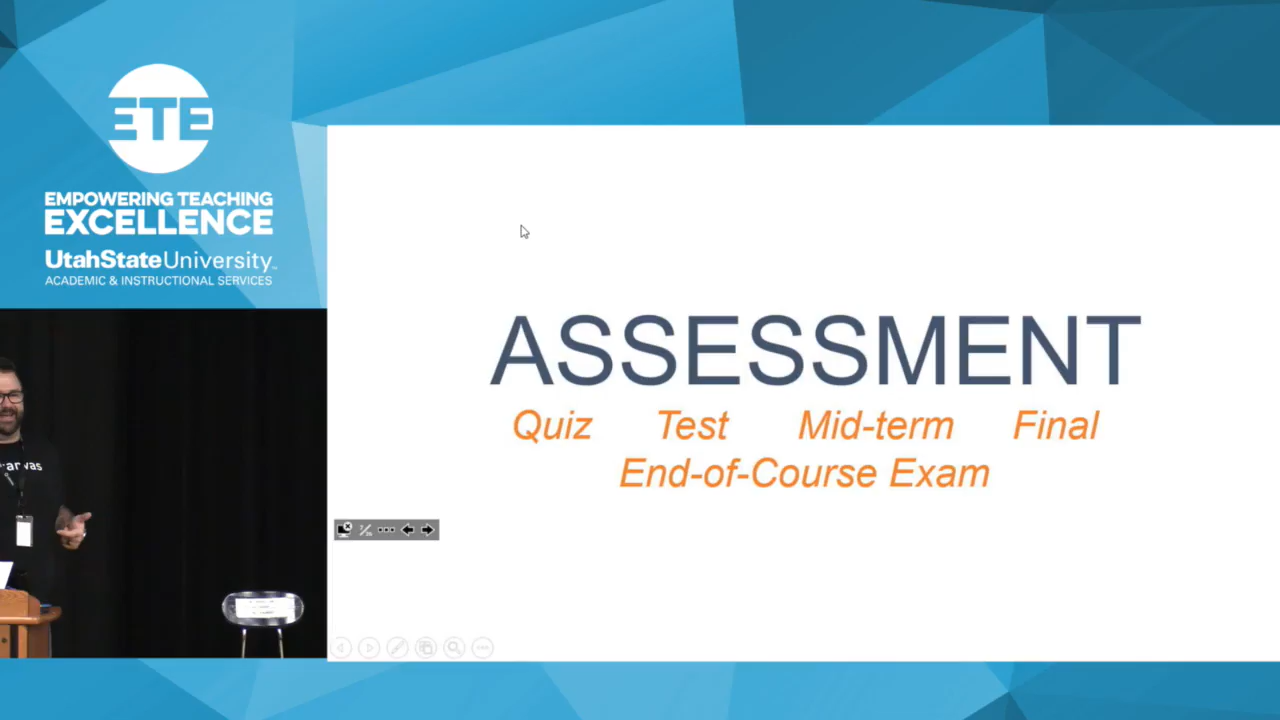 ETE
EMPOWERING TEACHING
EXCELLENCE
UtahStateUniversity
ACADEMIC & INSTRUCTIONAL SERVICES
ASSESSMENT
Quiz Test Mid-term Final
End-of-Course Exam